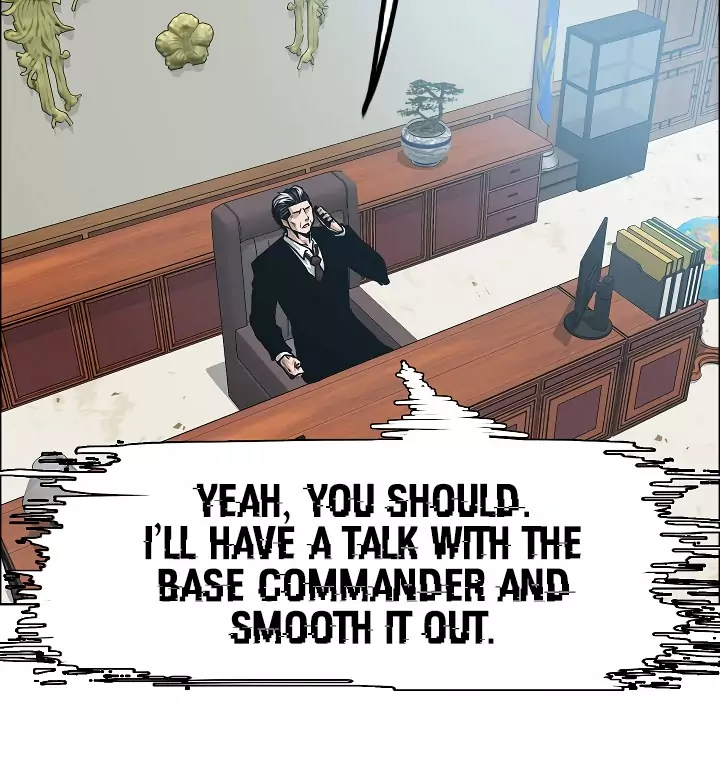 YEAH, YOU SHOULD.
I'LL HAVE A TALK WITH THE
BASE COMMANDER AND
SMOOTH IT OUT.